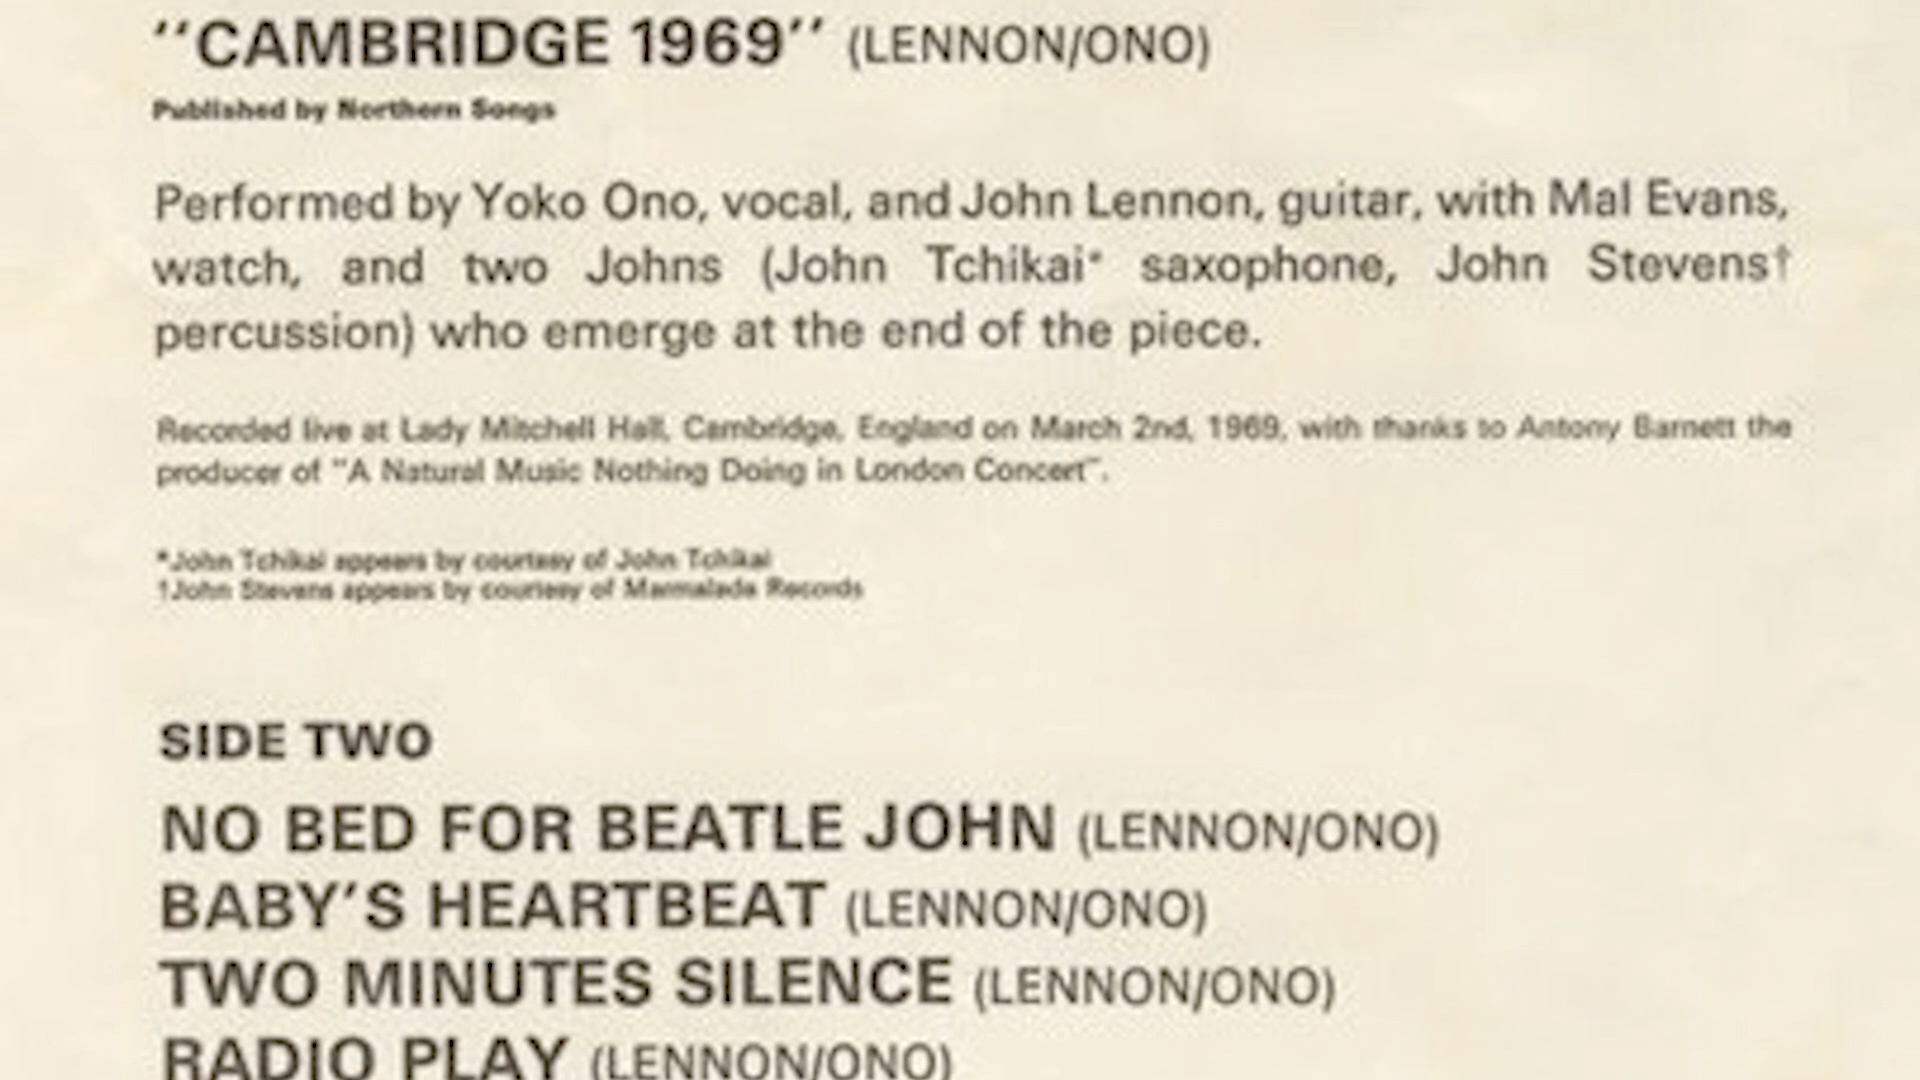 "CAMBRIDGE 1969" (LENNON/ONO)
Published by Northern Songs
Performed by Yoko Ono, vocal, and John Lennon, guitar, with Mal Evans,
watch, and two Johns (John Tchikai* saxophone, John Stevens†
percussion) who emerge at the end of the piece.
Recorded live at Lady Mitchell Hall, Cambridge, England on March 2nd, 1969, with thanks to Antony Barnett the
producer of "A Natural Music Nothing Doing in London Concert".
*John Tchikai appears by courtesy of John Tchikai
†John Stevens appears by courtesy of Marmalade Records
SIDE TWO
NO BED FOR BEATLE JOHN (LENNON/ONO)
BABY'S HEARTBEAT (LENNON/ONO)
TWO MINUTES SILENCE (LENNON/ONO)
RADIO PLAY (LENNON/ONO)